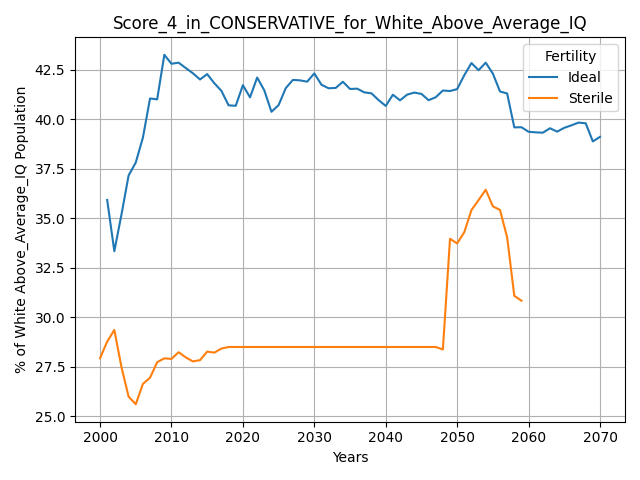 Score_4_in_CONSERVATIVE_for_White_Above_Average_IQ
% of White Above_Average_IQ Population
42.5
40.0
37.5
35.0
32.5
30.0
27.5
25.0
Fertility
Ideal
Sterile
2000 2010 2020 2030 2040 2050 2060 2070
Years